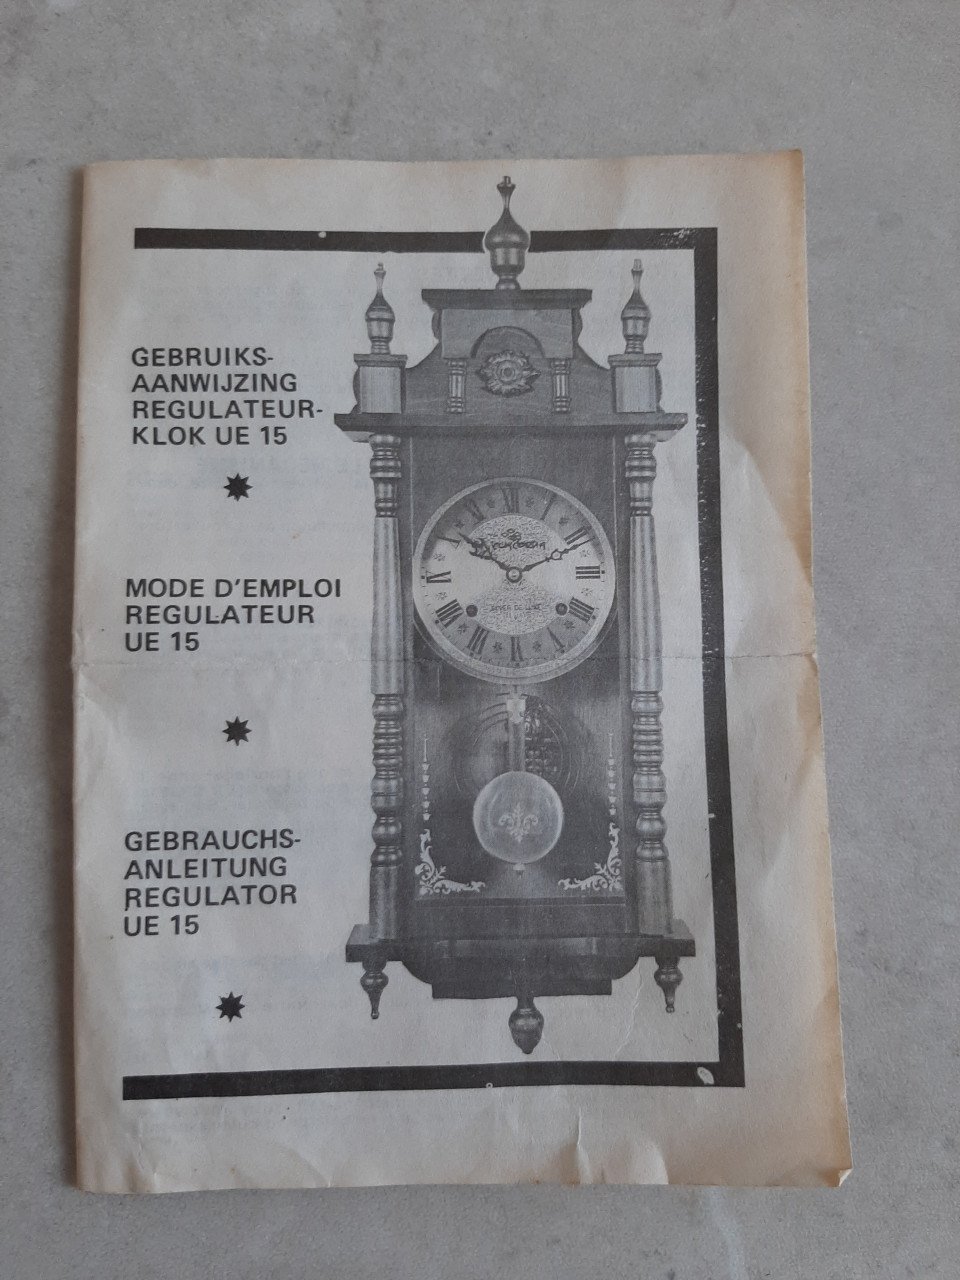 GEBRUIKS-
AANWIJZING
REGULATEUR-
KLOK UE 15
MODE D'EMPLOI
REGULATEUR
UE 15
GEBRAUCHS-
ANLEITUNG
REGULATOR
UE 15